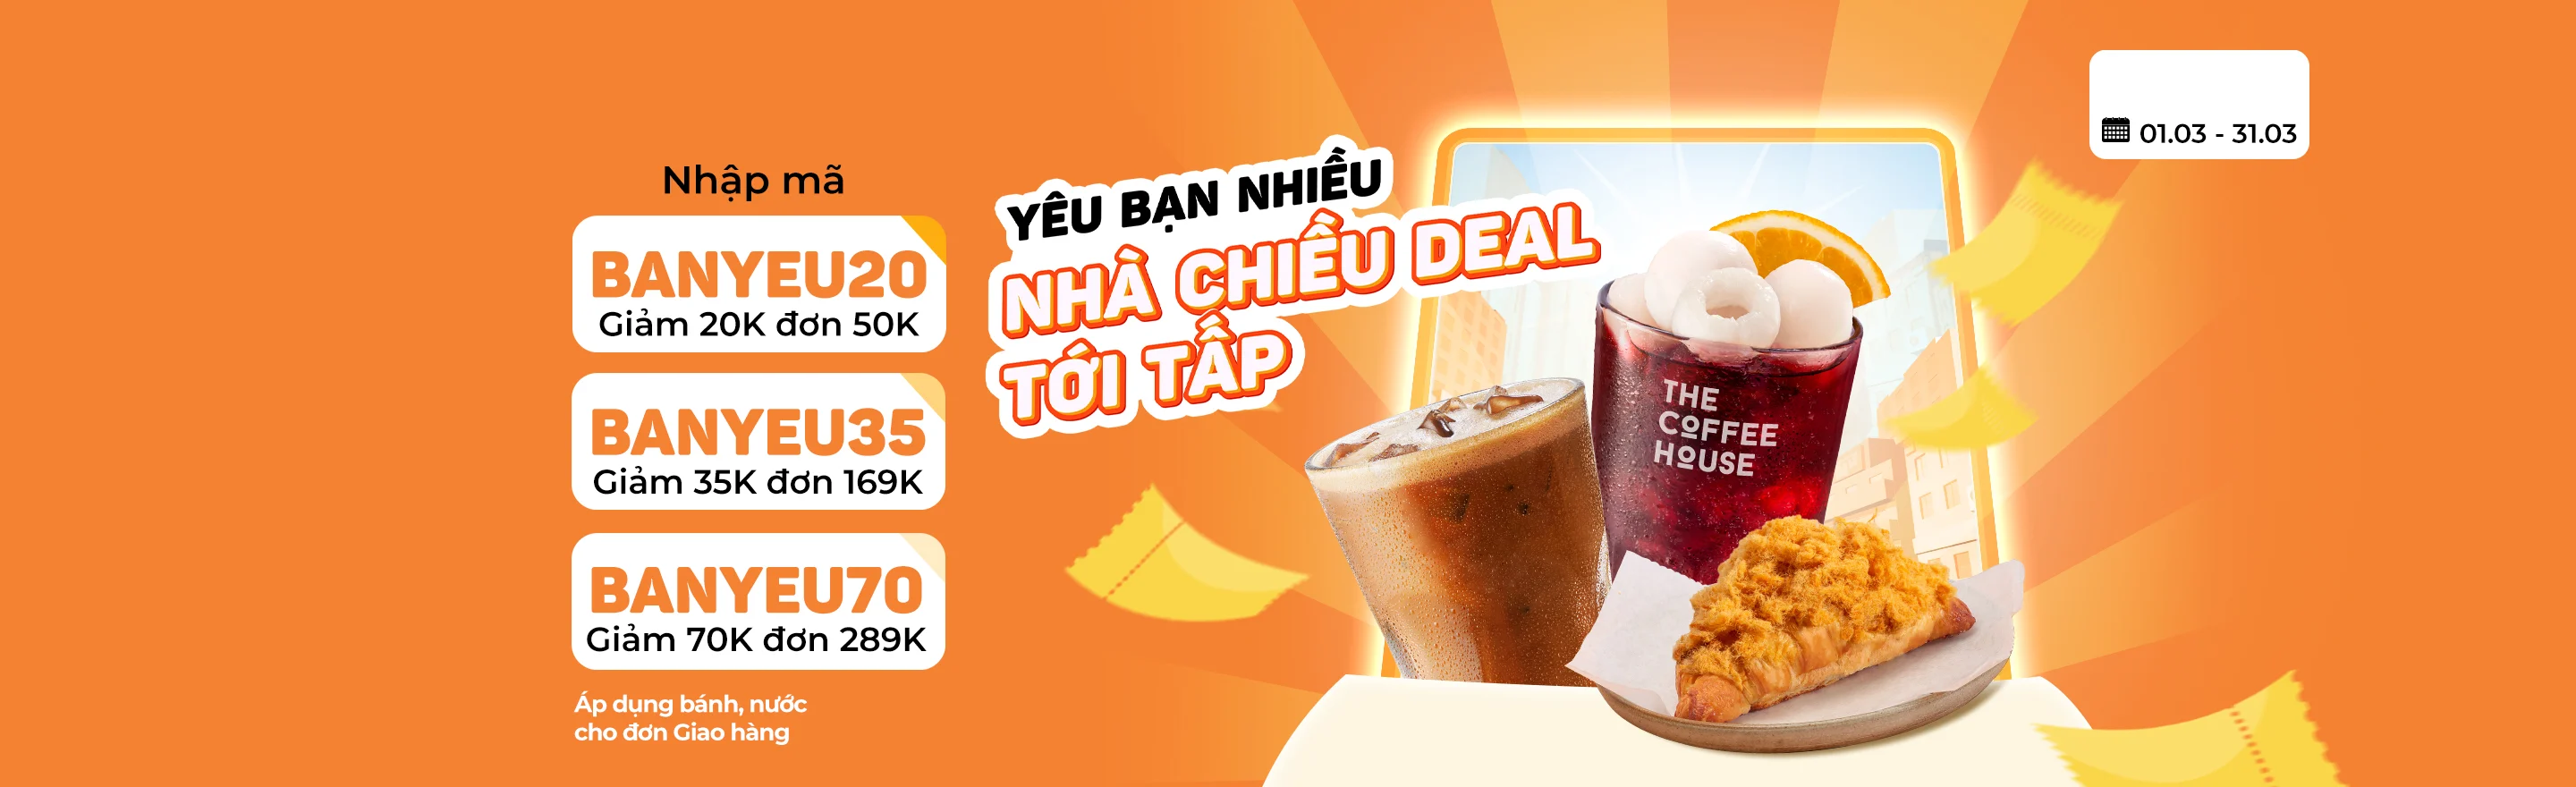 Nhập mã
BANYEU20
Giảm 20K đơn 50K
BANYEU35
Giảm 35K đơn 169K
BANYEU70
Giảm 70K đơn 289K
Áp dụng bánh, nước
cho đơn Giao hàng
YÊU BẠN NHIỀU
NHÀ CHIỀU DEAL
TỚI TẤP
THE
COFFEE
HOUSE
01.03 - 31.03